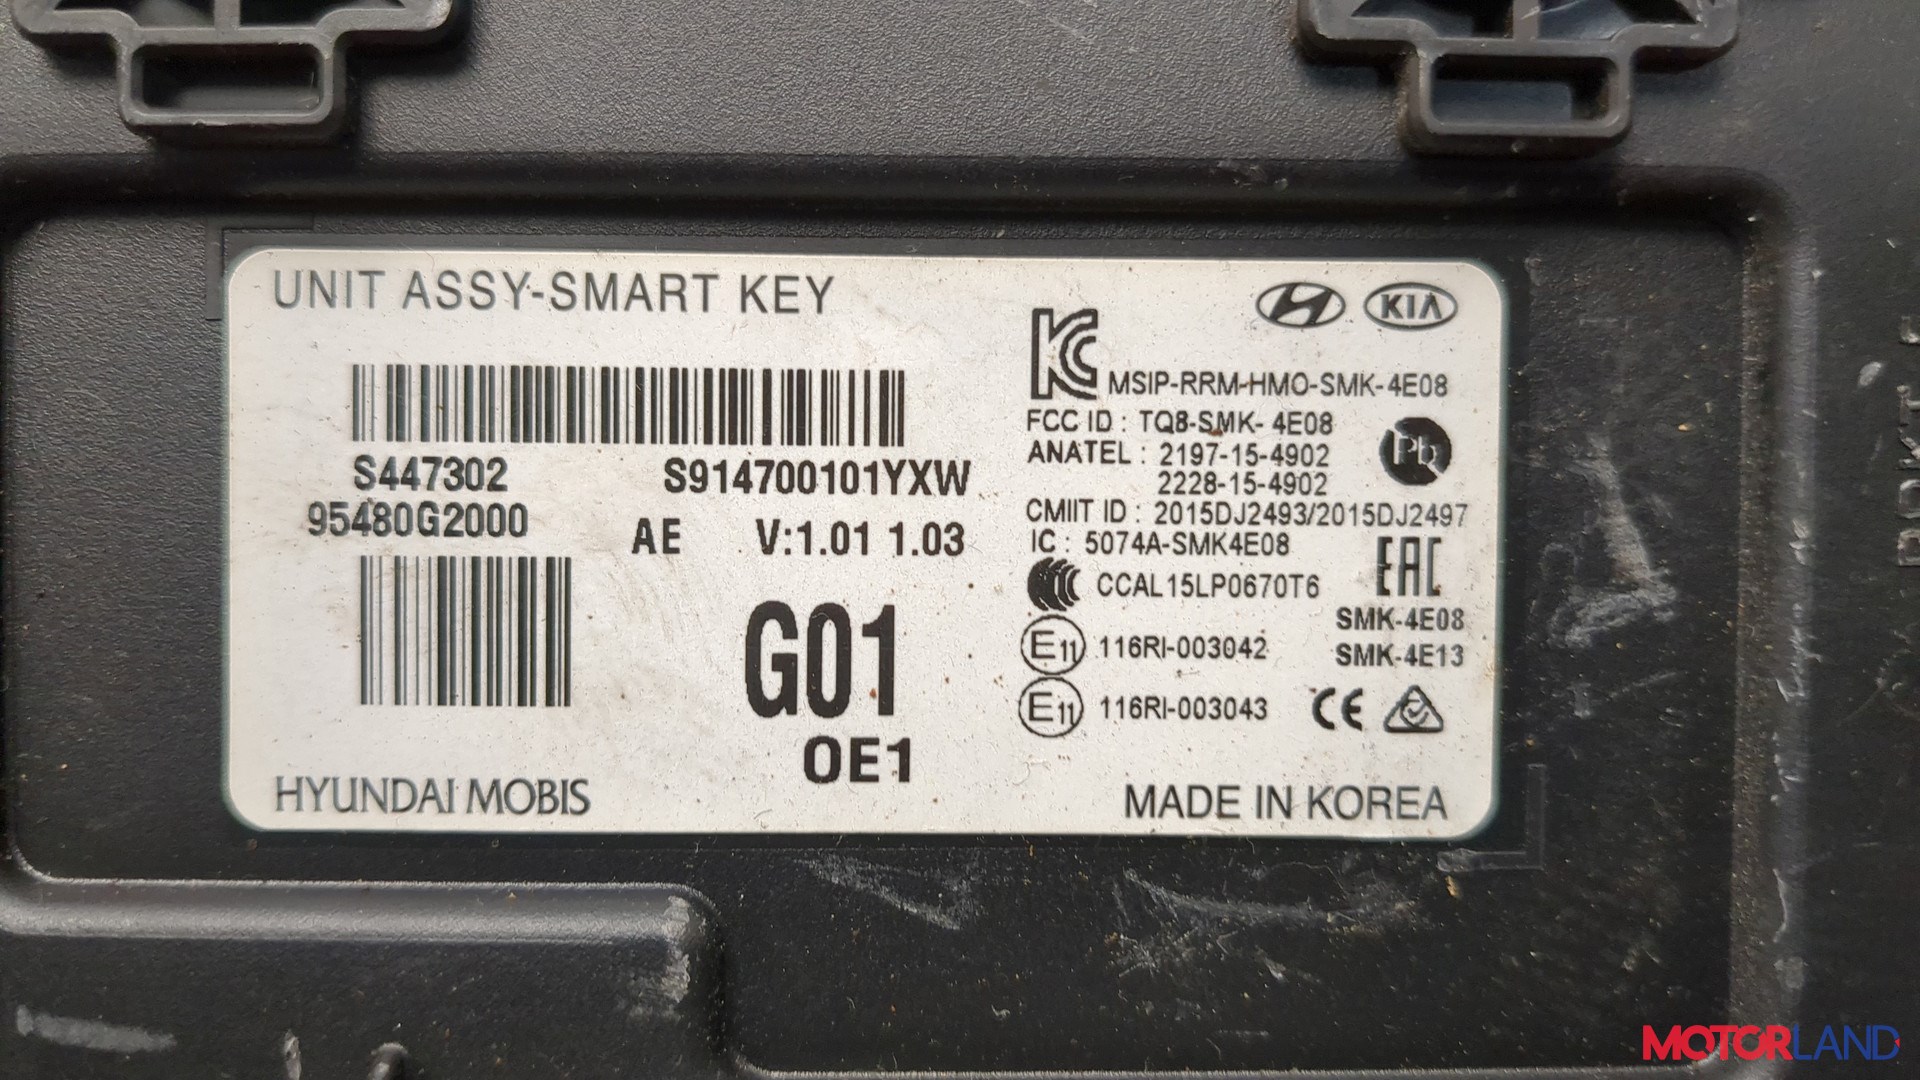 UNIT ASSY-SMART KEY
KIA
MSIP-RRM-HMO-SMK-4E08
FCC ID : TQ8-SMK- 4E08
ANATEL : 2197-15-4902
2228-15-4902
Pb
S447302 S914700101YXW
95480G2000 AE V:1.01 1.03
CMIIT ID : 2015DJ2493/2015DJ2497
IC : 5074A-SMK4E08
EAC
CCAL15LP0670T6
SMK-4E08
G01
E11 116RI-003042
SMK-4E13
E11 116RI-003043 CE
OE1
HYUNDAI MOBIS
MADE IN KOREA
MOTORLAND